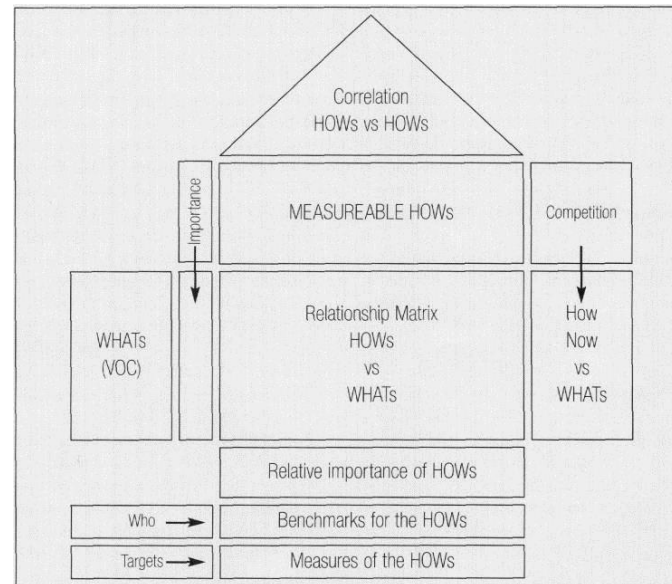 Correlation
HOWs vs HOWs
Importance
MEASUREABLE HOWs
Competition
WHATs
(VOC)
Relationship Matrix
HOWs
vs
WHATs
How
Now
vs
WHATs
Relative importance of HOWs
Who
Benchmarks for the HOWs
Targets
Measures of the HOWs